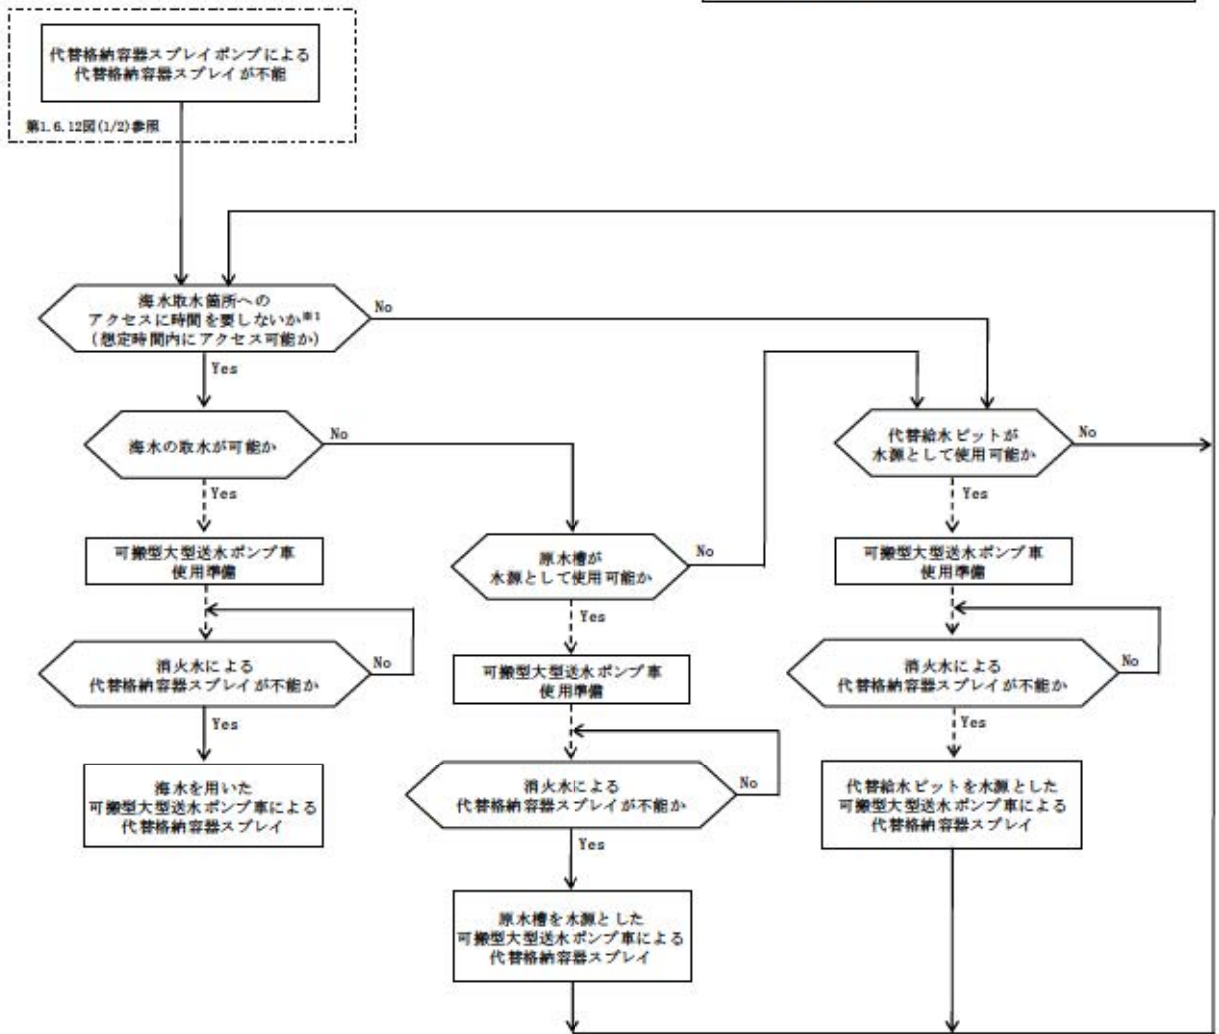 代替格納容器スプレイポンプによる
代替格納容器スプレイが不能
第1.6.12図(1/2)参照
海水取水箇所への
アクセスに時間を要しないか※1
(想定時間内にアクセス可能か)
No
Yes
海水の取水が可能か
No
代替給水ピットが
水源として使用可能か
No
Yes
Yes
可搬型大型送水ポンプ車
使用準備
原水槽が
水源として使用可能か
No
可搬型大型送水ポンプ車
使用準備
Yes
消火水による
代替格納容器スプレイが不能か
No
可搬型大型送水ポンプ車
使用準備
消火水による
代替格納容器スプレイが不能か
No
Yes
Yes
海水を用いた
可搬型大型送水ポンプ車による
代替格納容器スプレイ
消火水による
代替格納容器スプレイが不能か
No
代替給水ピットを水源とした
可搬型大型送水ポンプ車による
代替格納容器スプレイ
Yes
原水槽を水源とした
可搬型大型送水ポンプ車による
代替格納容器スプレイ